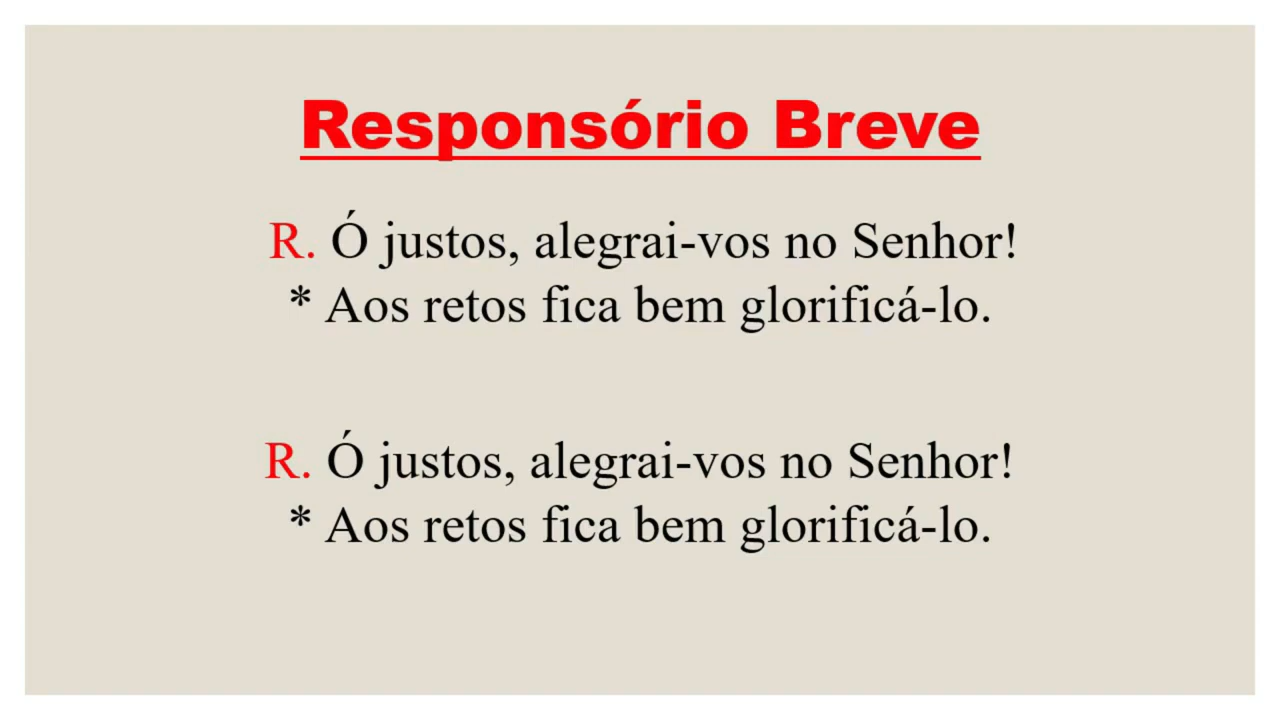 Responsório Breve
R. Ó justos, alegrai-vos no Senhor!
* Aos retos fica bem glorificá-lo.
R. Ó justos, alegrai-vos no Senhor!
* Aos retos fica bem glorificá-lo.